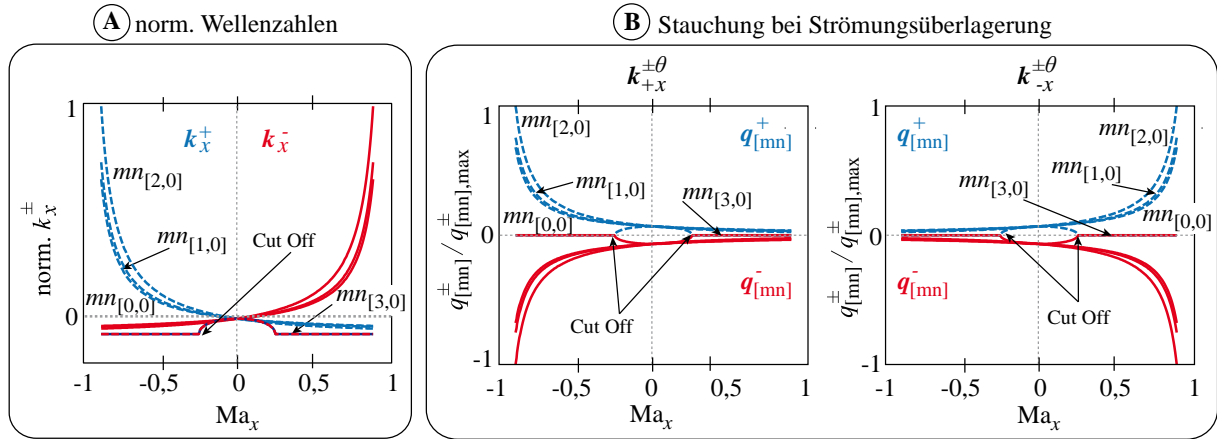 A norm. Wellenzahlen
norm. k_x^±
1
0
k_x^+
k_x^-
mn[2,0]
mn[1,0]
mn[0,0]
mn[3,0]
Cut Off
-1 -0,5 0 0,5 1
Ma_x
B Stauchung bei Strömungsüberlagerung
k_{+x}^{±θ}
q_[mn]^± / q_[mn],max^±
1
0
-1
mn[2,0]
q_[mn]^+
mn[1,0]
mn[3,0]
mn[0,0]
q_[mn]^-
Cut Off
-1 -0,5 0 0,5 1
Ma_x
k_{-x}^{±θ}
q_[mn]^± / q_[mn],max^±
1
0
-1
q_[mn]^+
mn[2,0]
mn[1,0]
mn[3,0]
mn[0,0]
q_[mn]^-
Cut Off
-1 -0,5 0 0,5 1
Ma_x